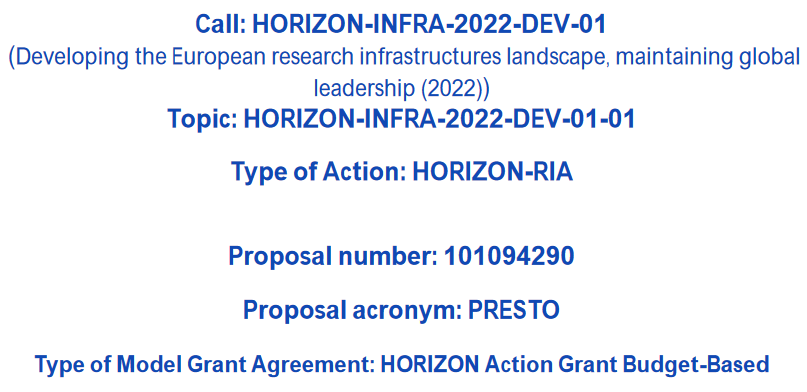 Call: HORIZON-INFRA-2022-DEV-01
(Developing the European research infrastructures landscape, maintaining global
leadership (2022))
Topic: HORIZON-INFRA-2022-DEV-01-01
Type of Action: HORIZON-RIA
Proposal number: 101094290
Proposal acronym: PRESTO
Type of Model Grant Agreement: HORIZON Action Grant Budget-Based